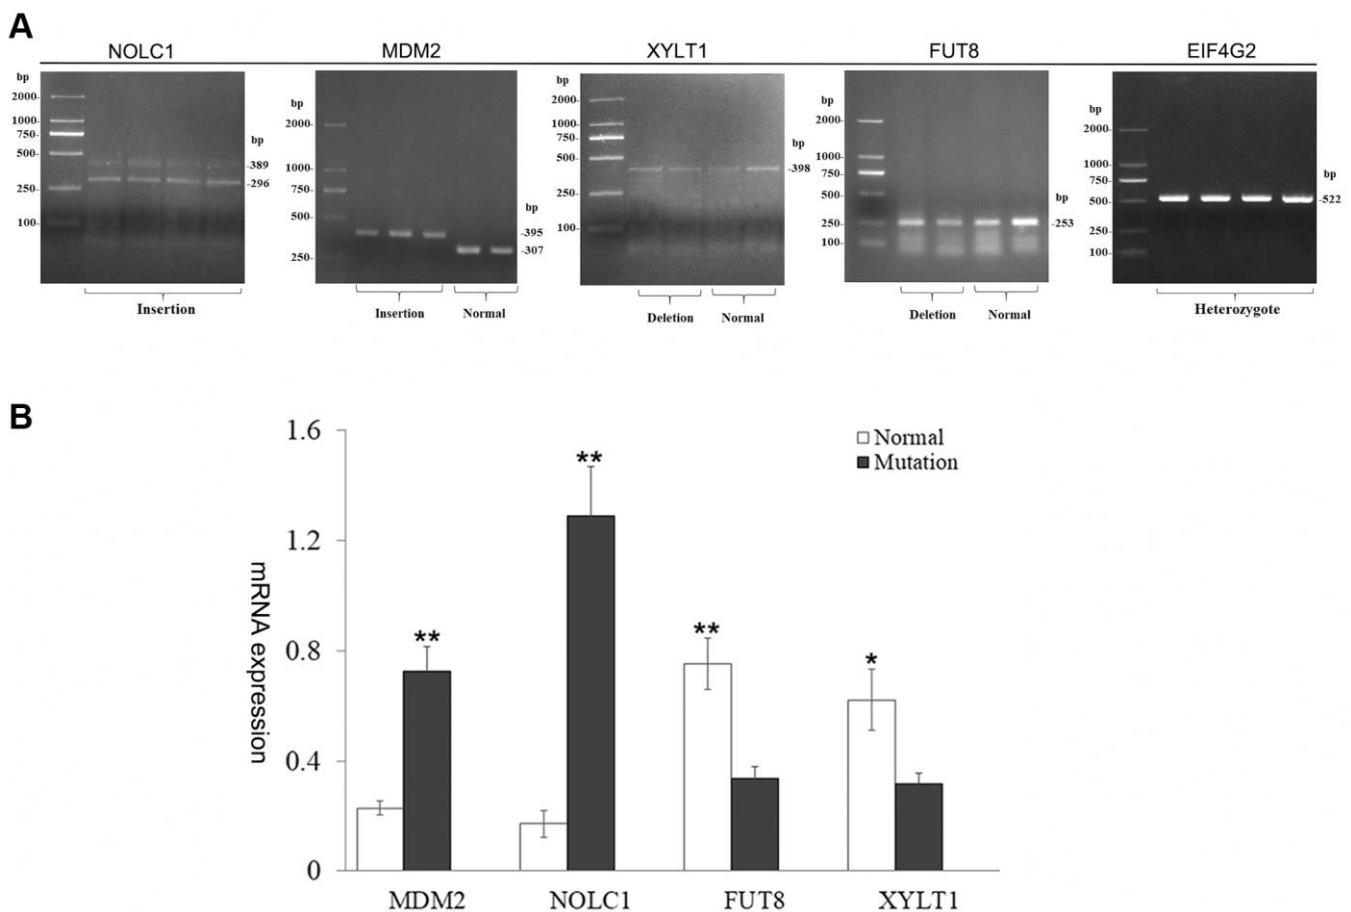 A
NOLC1 MDM2 XYLT1 FUT8 EIF4G2
bp
2000-
1000-
750-
500-
250-
100-
bp
-389
-296
Insertion
bp
2000-
1000-
750-
500-
250-
bp
-395
-307
Insertion Normal
bp
2000-
1000-
750-
500-
250-
100-
bp
-398
Deletion Normal
bp
2000-
1000-
750-
500-
250-
100-
bp
-253
Deletion Normal
bp
2000-
1000-
750-
500-
250-
100-
bp
-522
Heterozygote
B
mRNA expression
1.6
1.2
0.8
0.4
0
Normal
Mutation
**
**
**
*
MDM2 NOLC1 FUT8 XYLT1